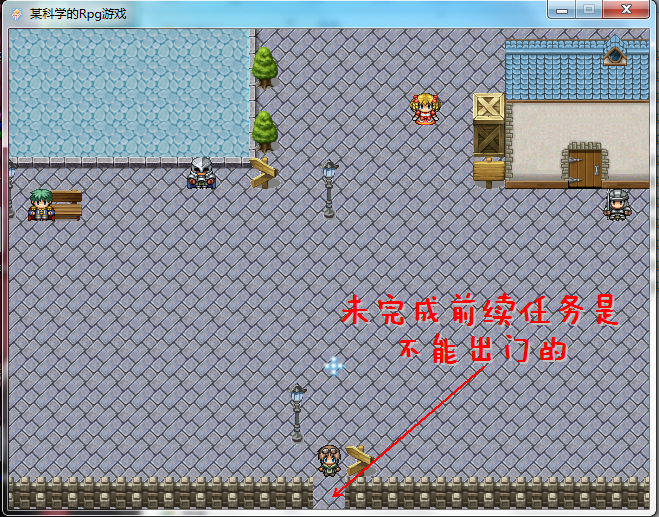 某科学的Rpg游戏
未完成前续任务是
不能出门的